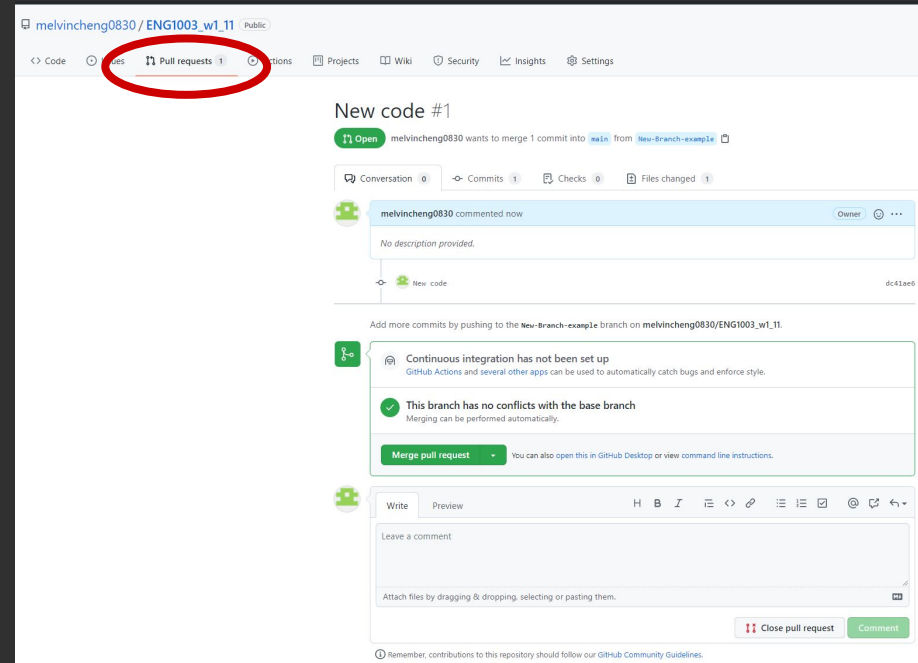 melvincheng0830 / ENG1003_w1_11 Public
Code Issues Pull requests 1 Actions Projects Wiki Security Insights Settings
New code #1
Open melvincheng0830 wants to merge 1 commit into main from New-Branch-example
Conversation 0 Commits 1 Checks 0 Files changed 1
melvincheng0830 commented now Owner
No description provided.
New code dc41ae6
Add more commits by pushing to the New-Branch-example branch on melvincheng0830/ENG1003_w1_11.
Continuous integration has not been set up
GitHub Actions and several other apps can be used to automatically catch bugs and enforce style.
This branch has no conflicts with the base branch
Merging can be performed automatically.
Merge pull request You can also open this in GitHub Desktop or view command line instructions.
Write Preview H B I
Leave a comment
Attach files by dragging & dropping, selecting or pasting them.
Close pull request Comment
Remember, contributions to this repository should follow our GitHub Community Guidelines.